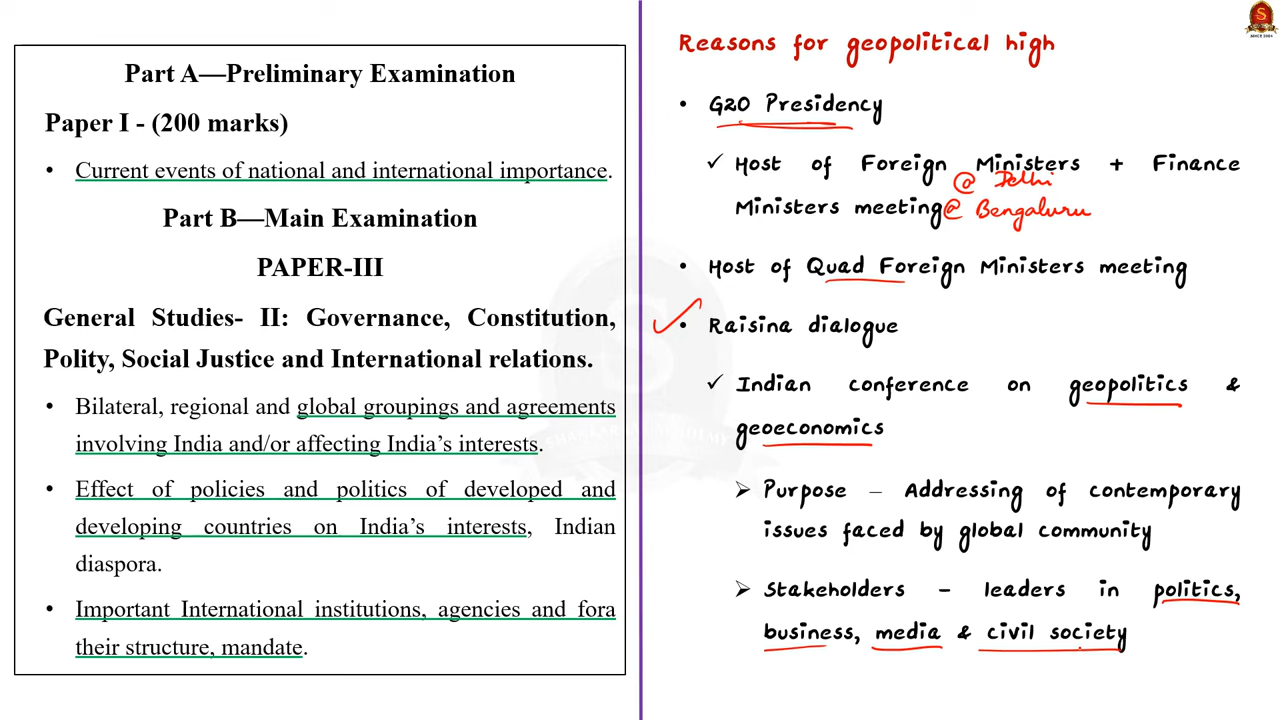 Part A—Preliminary Examination
Paper I - (200 marks)
• Current events of national and international importance.
Part B—Main Examination
PAPER-III
General Studies- II: Governance, Constitution,
Polity, Social Justice and International relations.
• Bilateral, regional and global groupings and agreements
involving India and/or affecting India's interests.
• Effect of policies and politics of developed and
developing countries on India's interests, Indian
diaspora.
• Important International institutions, agencies and fora
their structure, mandate.
Reasons for geopolitical high
• G20 Presidency
✓ Host of Foreign Ministers + Finance
@ Delhi
Ministers meeting @ Bengaluru
• Host of Quad Foreign Ministers meeting
• Raisina dialogue
✓ Indian conference on geopolitics &
geoeconomics
➢ Purpose – Addressing of contemporary
issues faced by global community
➢ Stakeholders – leaders in politics,
business, media & civil society
S
SINCE 2004